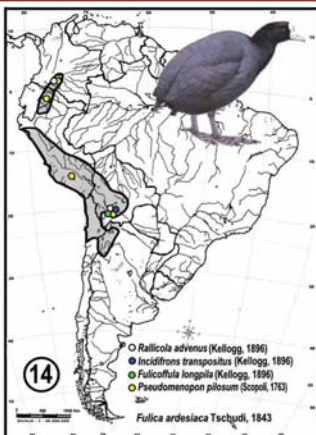 Rallicola advenus (Kellogg, 1896)
Incidifrons transpositus (Kellogg, 1896)
Fulicoffula longpila (Kellogg, 1896)
Pseudomenopon pilosum (Scopoli, 1763)
14
Fulica ardesiaca Tschudi, 1843